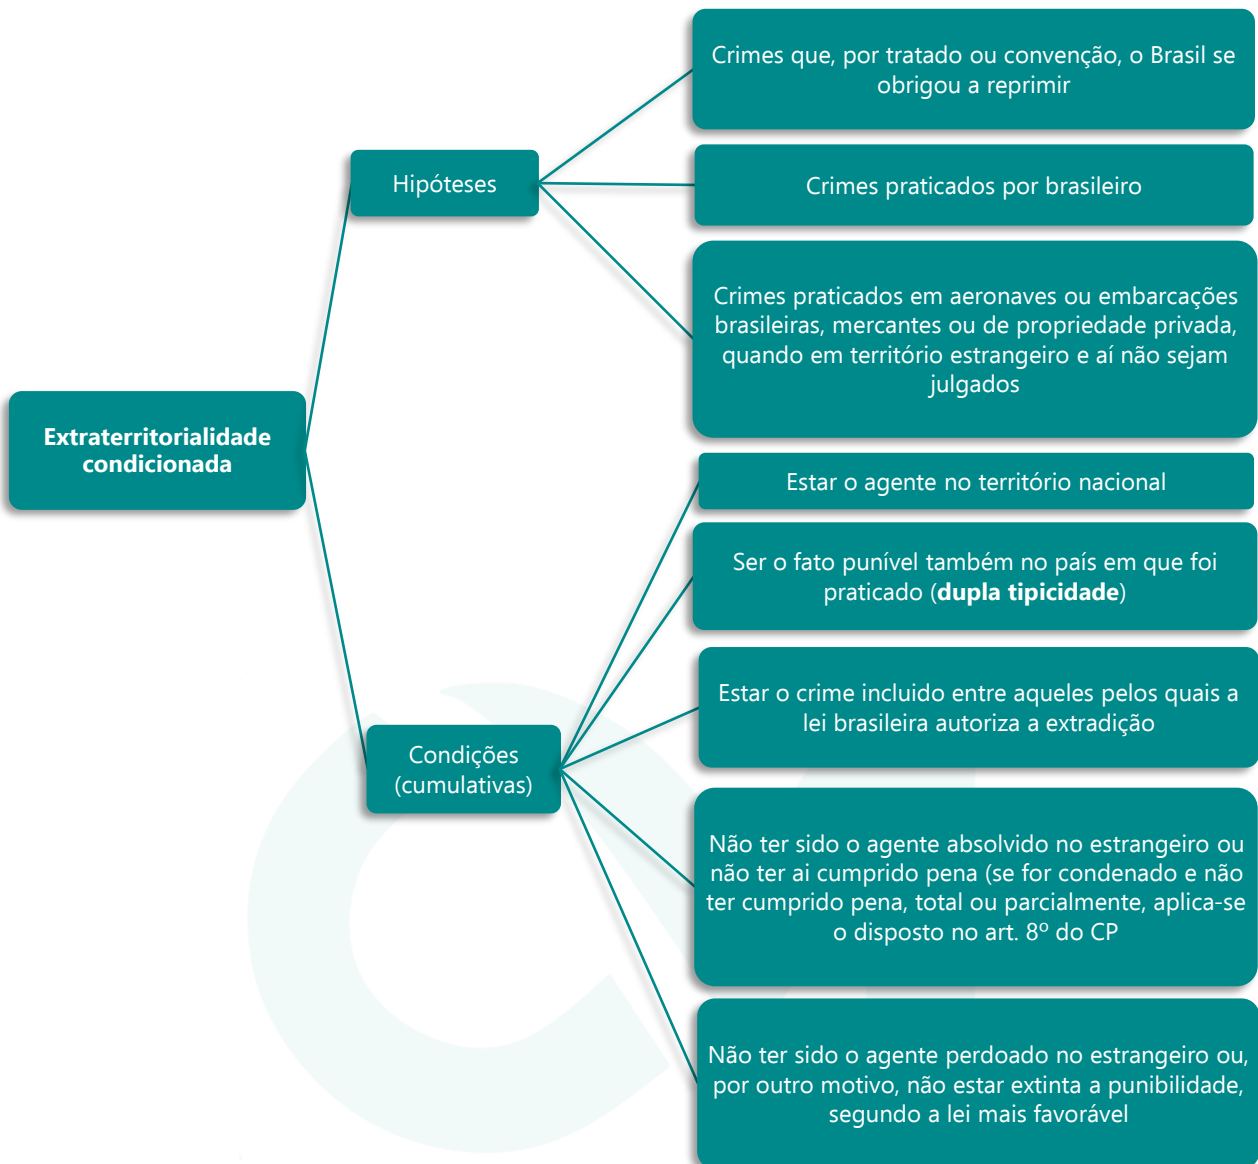 Extraterritorialidade
condicionada
Hipóteses
Crimes que, por tratado ou convenção, o Brasil se
obrigou a reprimir
Crimes praticados por brasileiro
Crimes praticados em aeronaves ou embarcações
brasileiras, mercantes ou de propriedade privada,
quando em território estrangeiro e aí não sejam
julgados
Condições
(cumulativas)
Estar o agente no território nacional
Ser o fato punível também no país em que foi
praticado (dupla tipicidade)
Estar o crime incluido entre aqueles pelos quais a
lei brasileira autoriza a extradição
Não ter sido o agente absolvido no estrangeiro ou
não ter ai cumprido pena (se for condenado e não
ter cumprido pena, total ou parcialmente, aplica-se
o disposto no art. 8º do CP
Não ter sido o agente perdoado no estrangeiro ou,
por outro motivo, não estar extinta a punibilidade,
segundo a lei mais favorável